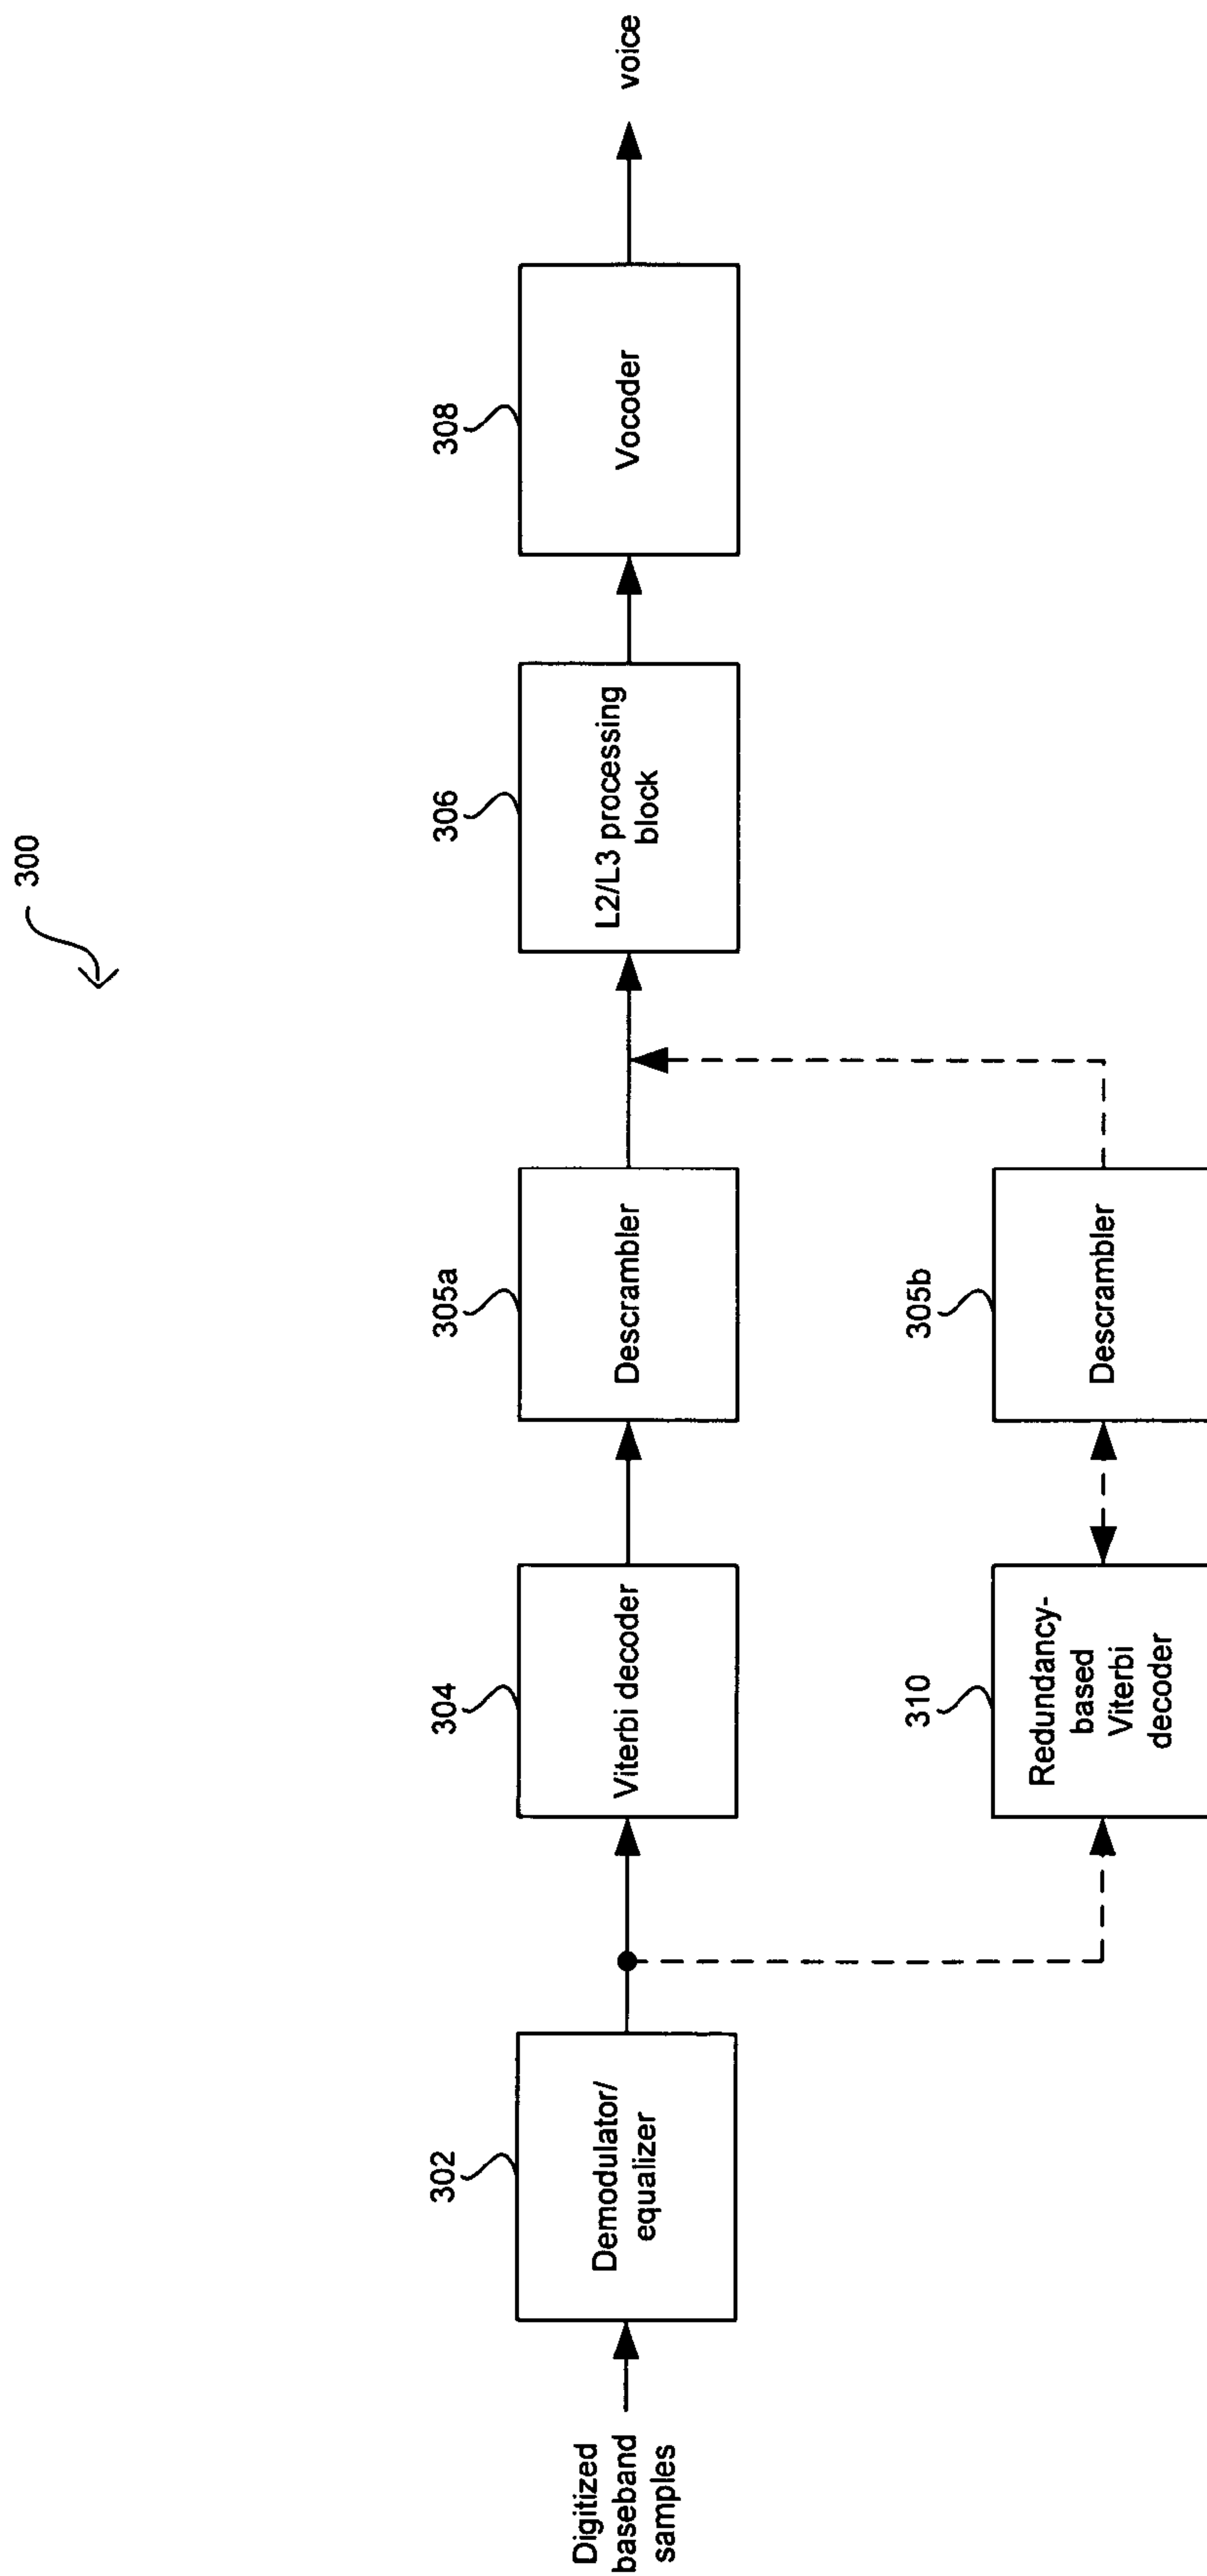 300
Digitized
baseband
samples
302
Demodulator/
equalizer
304
Viterbi decoder
305a
Descrambler
306
L2/L3 processing
block
308
Vocoder
voice
310
Redundancy-
based
Viterbi
decoder
305b
Descrambler